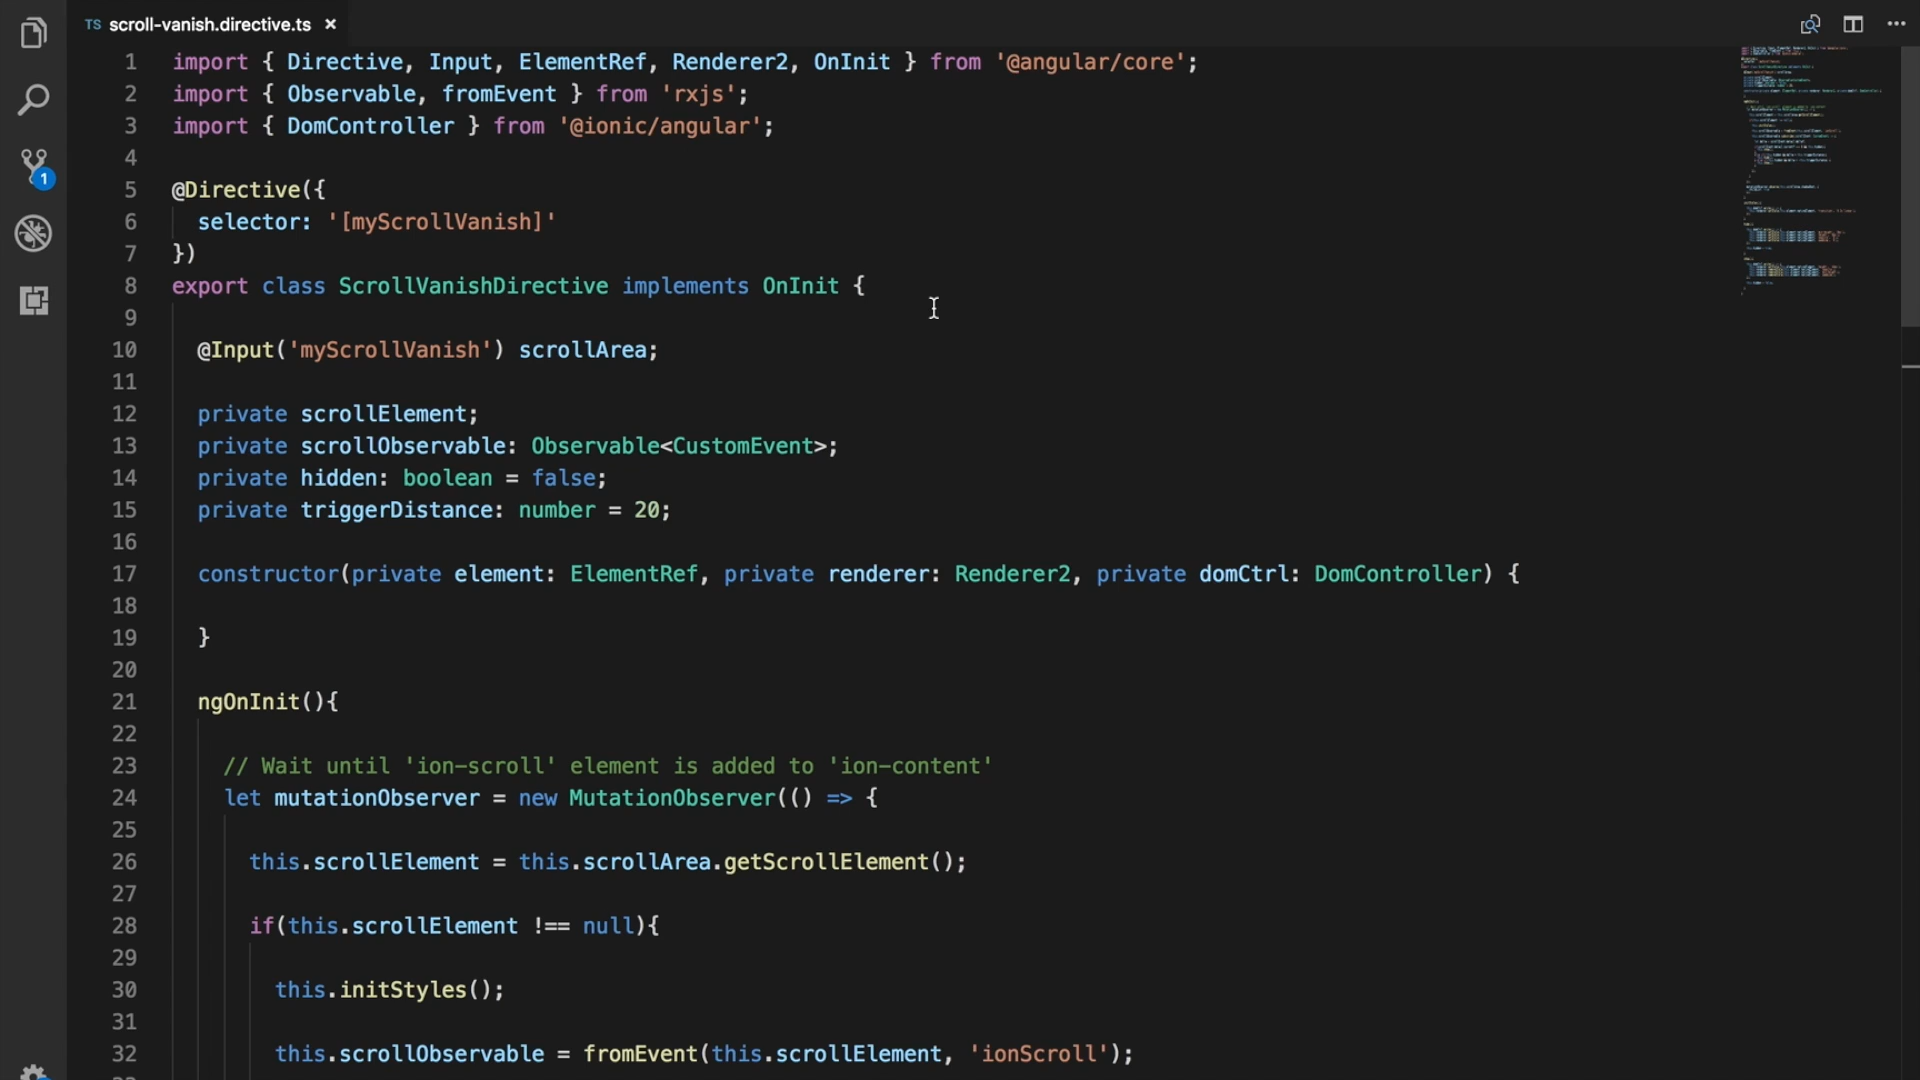 TS scroll-vanish.directive.ts ×
1 import { Directive, Input, ElementRef, Renderer2, OnInit } from '@angular/core';
2 import { Observable, fromEvent } from 'rxjs';
3 import { DomController } from '@ionic/angular';
4
5 @Directive({
6 selector: '[myScrollVanish]'
7 })
8 export class ScrollVanishDirective implements OnInit {
9
10 @Input('myScrollVanish') scrollArea;
11
12 private scrollElement;
13 private scrollObservable: Observable<CustomEvent>;
14 private hidden: boolean = false;
15 private triggerDistance: number = 20;
16
17 constructor(private element: ElementRef, private renderer: Renderer2, private domCtrl: DomController) {
18
19 }
20
21 ngOnInit(){
22
23 // Wait until 'ion-scroll' element is added to 'ion-content'
24 let mutationObserver = new MutationObserver(() => {
25
26 this.scrollElement = this.scrollArea.getScrollElement();
27
28 if(this.scrollElement !== null){
29
30 this.initStyles();
31
32 this.scrollObservable = fromEvent(this.scrollElement, 'ionScroll');
1